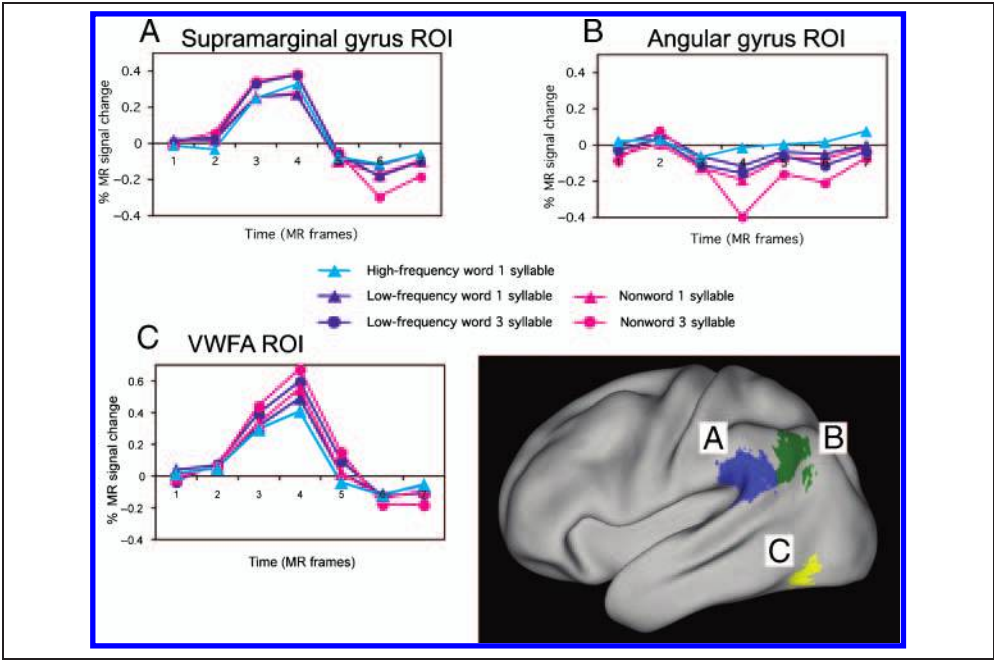 A Supramarginal gyrus ROI
% MR signal change
0.4
0.2
0
−0.2
−0.4
1 2 3 4 5 6 7
Time (MR frames)
B Angular gyrus ROI
% MR signal change
0.4
0.2
0
−0.2
−0.4
2
Time (MR frames)
High-frequency word 1 syllable
Low-frequency word 1 syllable
Nonword 1 syllable
Low-frequency word 3 syllable
Nonword 3 syllable
C VWFA ROI
% MR signal change
0.6
0.4
0.2
0
−0.2
−0.4
1 2 3 4 5 6 7
Time (MR frames)
A
B
C